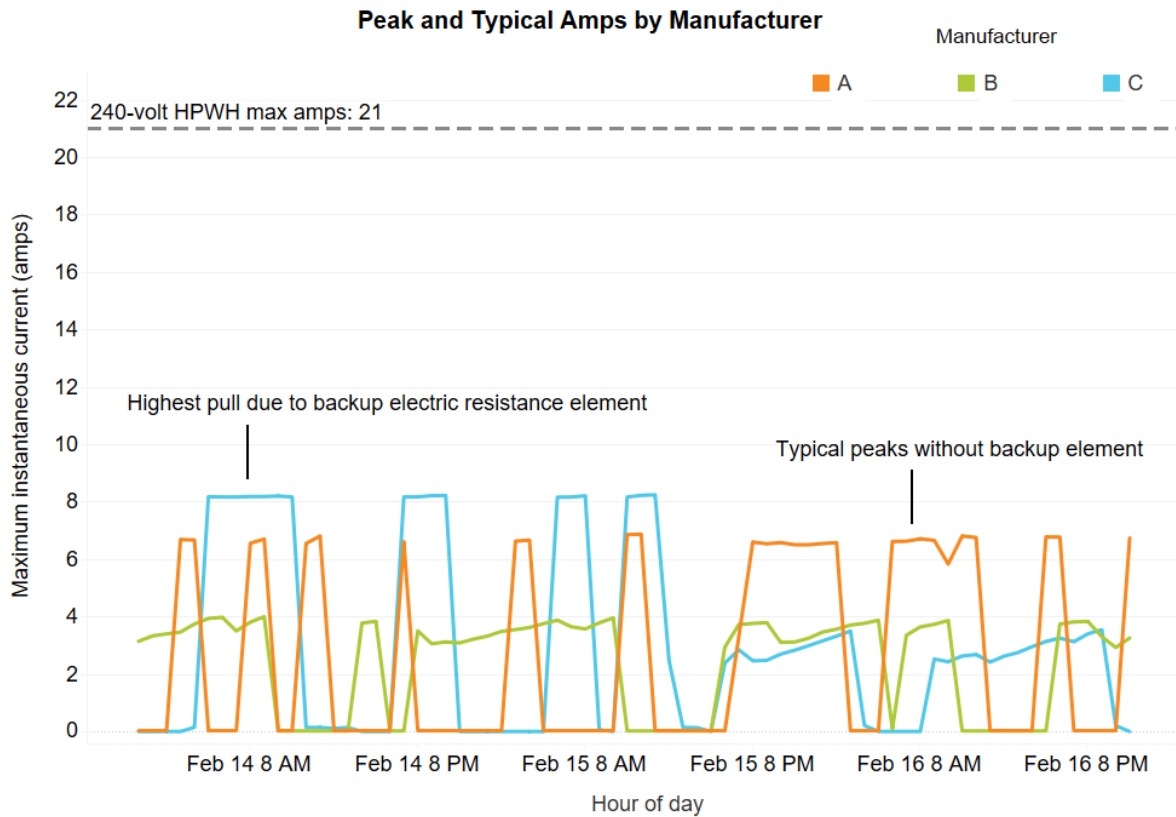 Peak and Typical Amps by Manufacturer
Manufacturer
A
B
C
240-volt HPWH max amps: 21
Maximum instantaneous current (amps)
22
20
18
16
14
12
10
8
6
4
2
0
Highest pull due to backup electric resistance element
Typical peaks without backup element
Feb 14 8 AM
Feb 14 8 PM
Feb 15 8 AM
Feb 15 8 PM
Feb 16 8 AM
Feb 16 8 PM
Hour of day